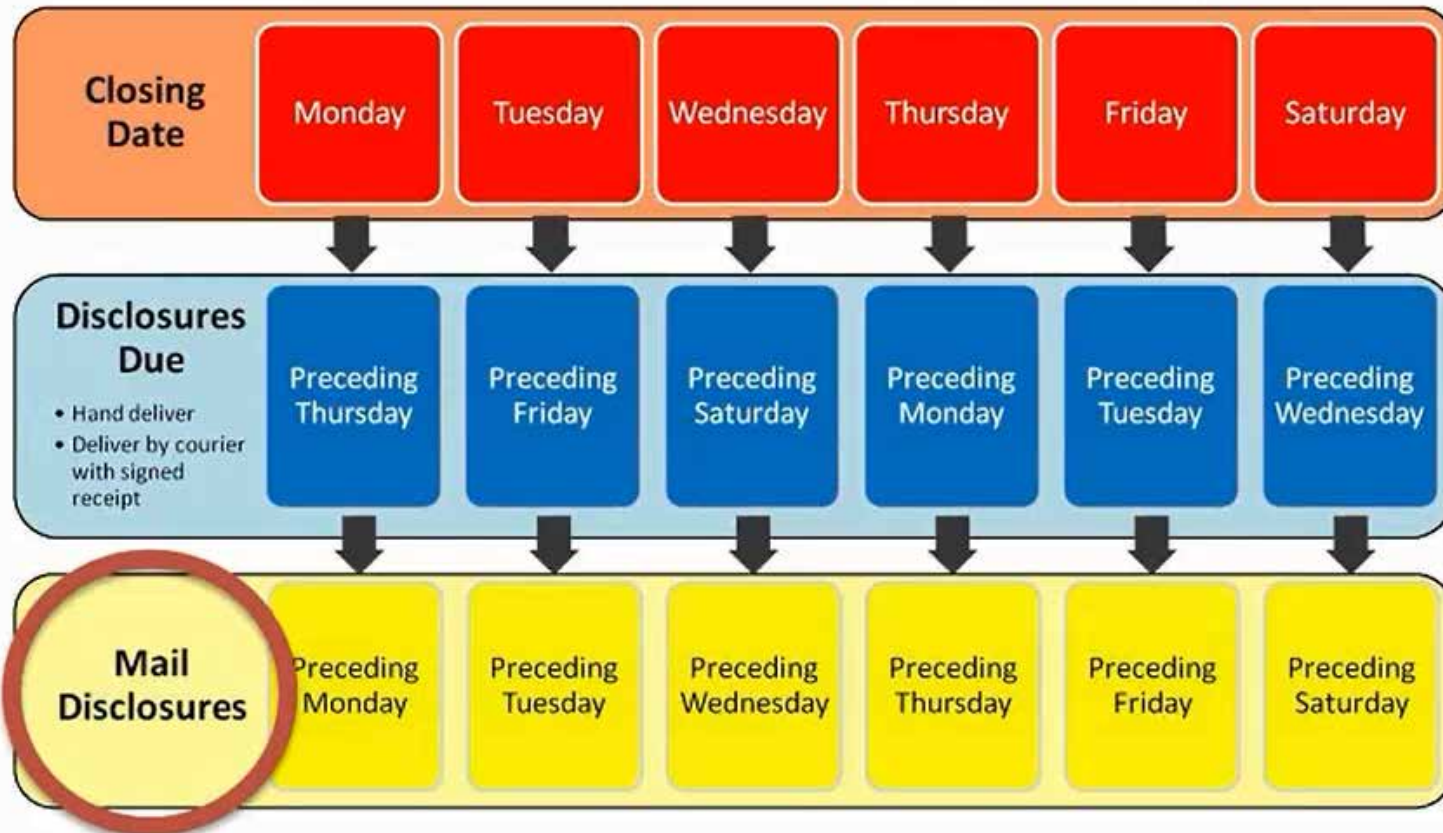 Closing
Date
Monday
Tuesday
Wednesday
Thursday
Friday
Saturday
Disclosures
Due
• Hand deliver
• Deliver by courier
with signed
receipt
Preceding
Thursday
Preceding
Friday
Preceding
Saturday
Preceding
Monday
Preceding
Tuesday
Preceding
Wednesday
Mail
Disclosures
Preceding
Monday
Preceding
Tuesday
Preceding
Wednesday
Preceding
Thursday
Preceding
Friday
Preceding
Saturday